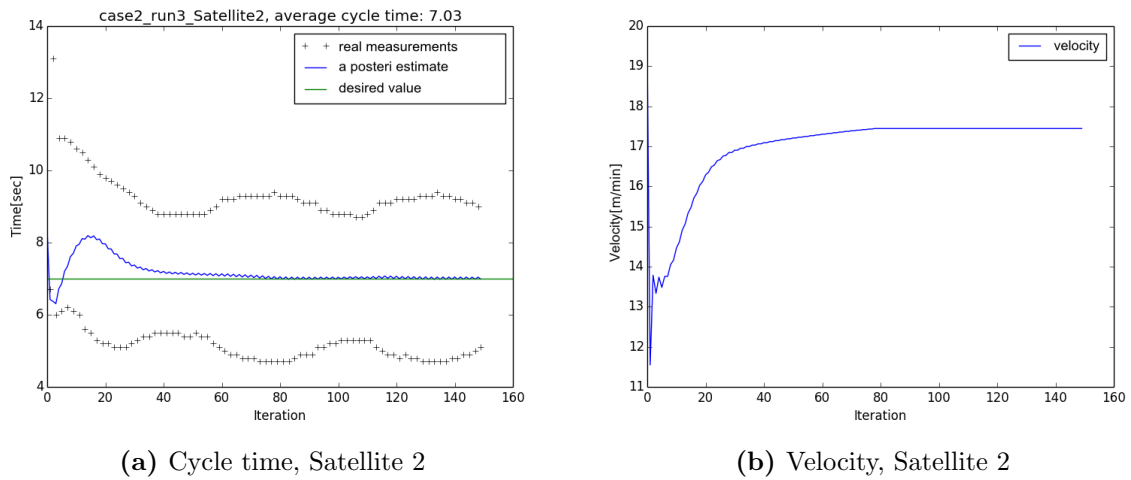 case2_run3_Satellite2, average cycle time: 7.03
14
12
10
8
6
4
Time[sec]
real measurements
a posteri estimate
desired value
0 20 40 60 80 100 120 140 160
Iteration
20
19
18
17
16
15
14
13
12
11
Velocity[m/min]
velocity
0 20 40 60 80 100 120 140 160
Iteration
(a) Cycle time, Satellite 2
(b) Velocity, Satellite 2